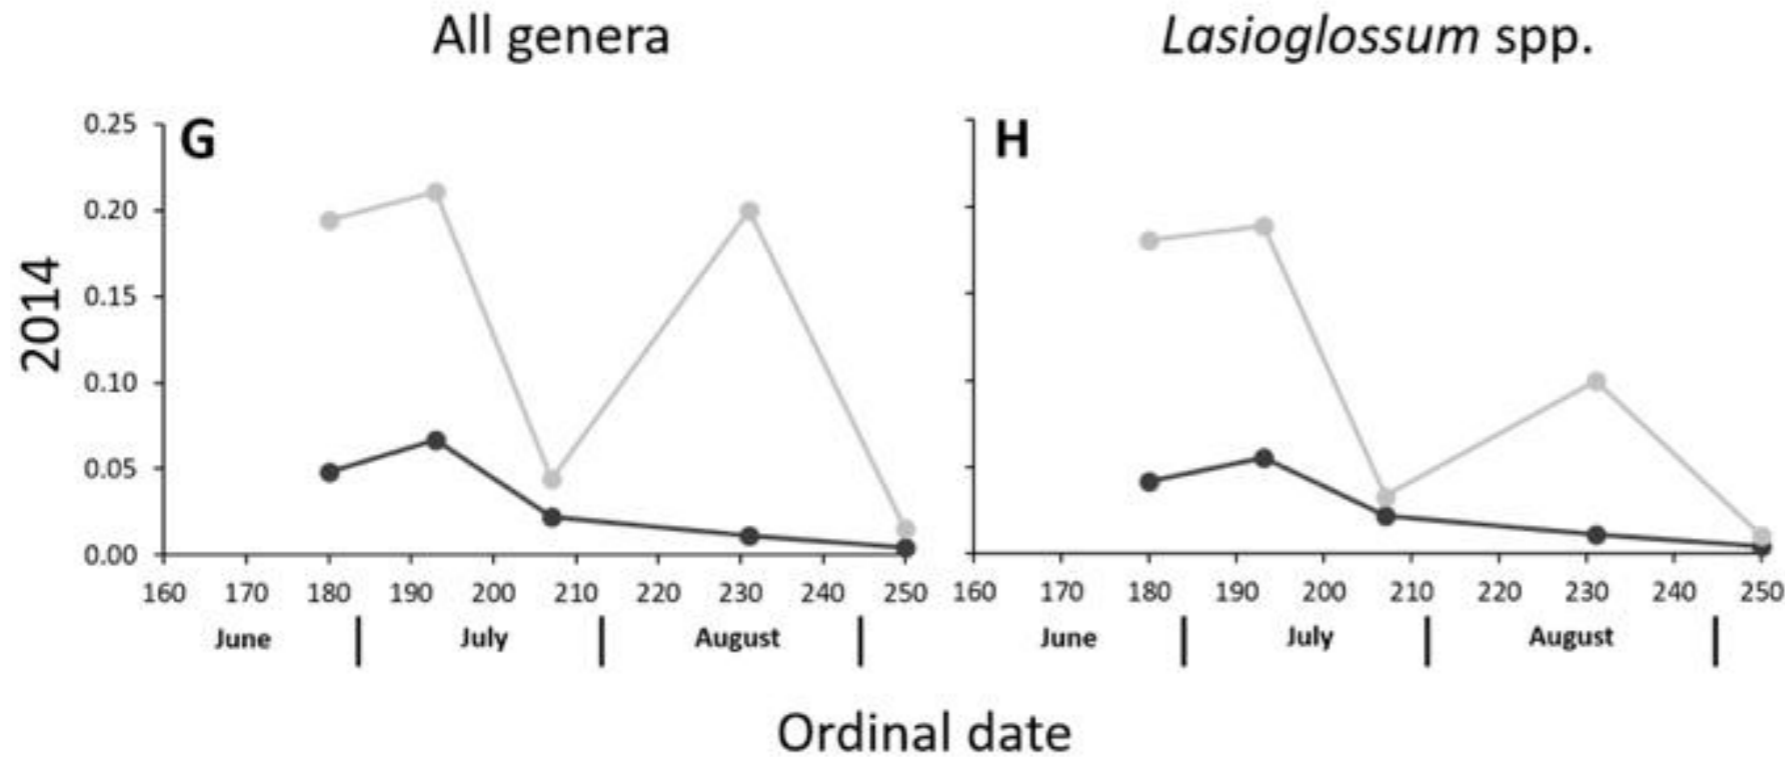 All genera
Lasioglossum spp.
G
H
2014
0.25
0.20
0.15
0.10
0.05
0.00
160 170 180 190 200 210 220 230 240 250
160 170 180 190 200 210 220 230 240 250
June | July | August |
June | July | August |
Ordinal date